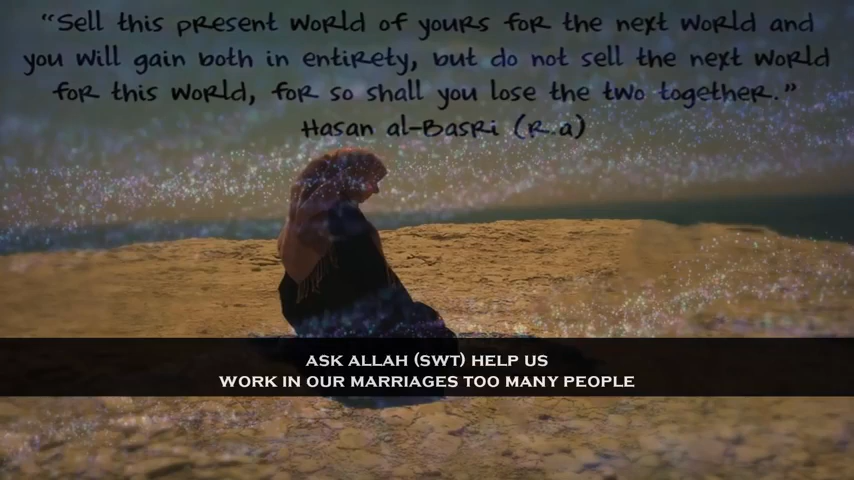 “Sell this present world of yours for the next world and
you will gain both in entirety, but do not sell the next world
for this world, for so shall you lose the two together.”
Hasan al-Basri (R.a)
ASK ALLAH (SWT) HELP US
WORK IN OUR MARRIAGES TOO MANY PEOPLE